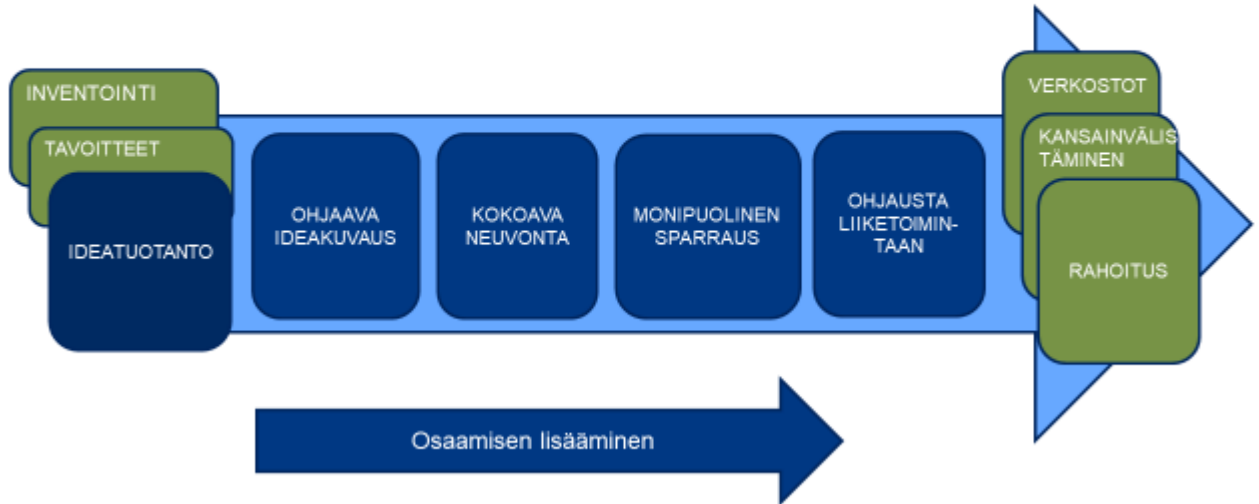 INVENTOINTI
TAVOITTEET
IDEATUOTANTO
OHJAAVA
IDEAKUVAUS
KOKOAVA
NEUVONTA
MONIPUOLINEN
SPARRAUS
OHJAUSTA
LIIKETOIMIN-
TAAN
VERKOSTOT
KANSAINVÄLIS
TÄMINEN
RAHOITUS
Osaamisen lisääminen